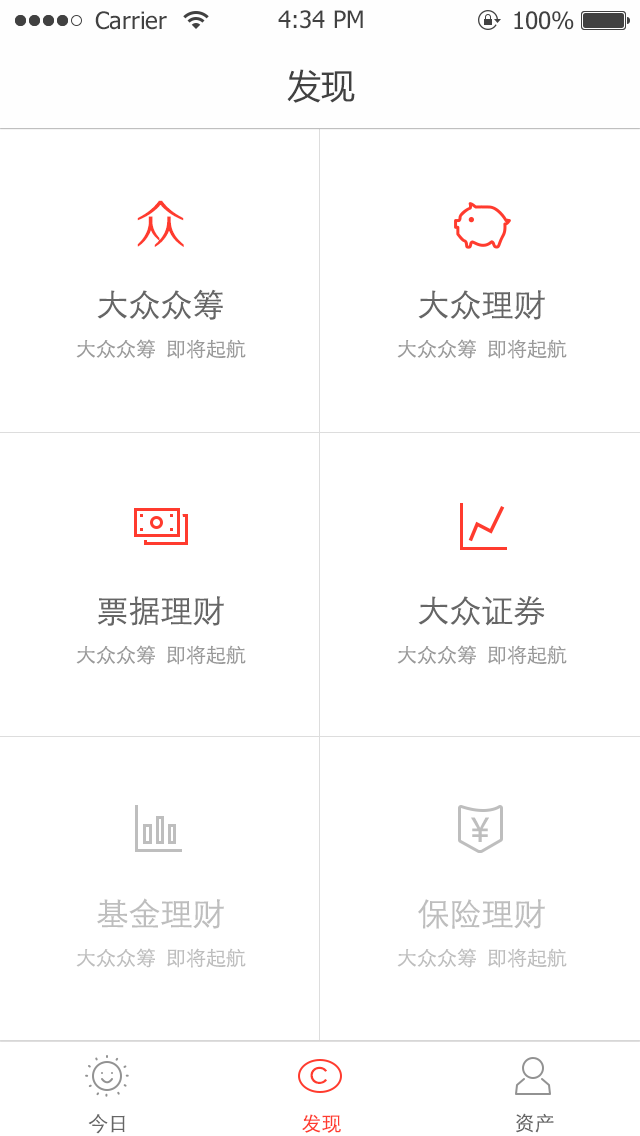 Carrier 4:34 PM 100%
发现
众
大众众筹
大众众筹 即将起航
大众理财
大众众筹 即将起航
票据理财
大众众筹 即将起航
大众证券
大众众筹 即将起航
基金理财
大众众筹 即将起航
¥
保险理财
大众众筹 即将起航
今日
C
发现
资产